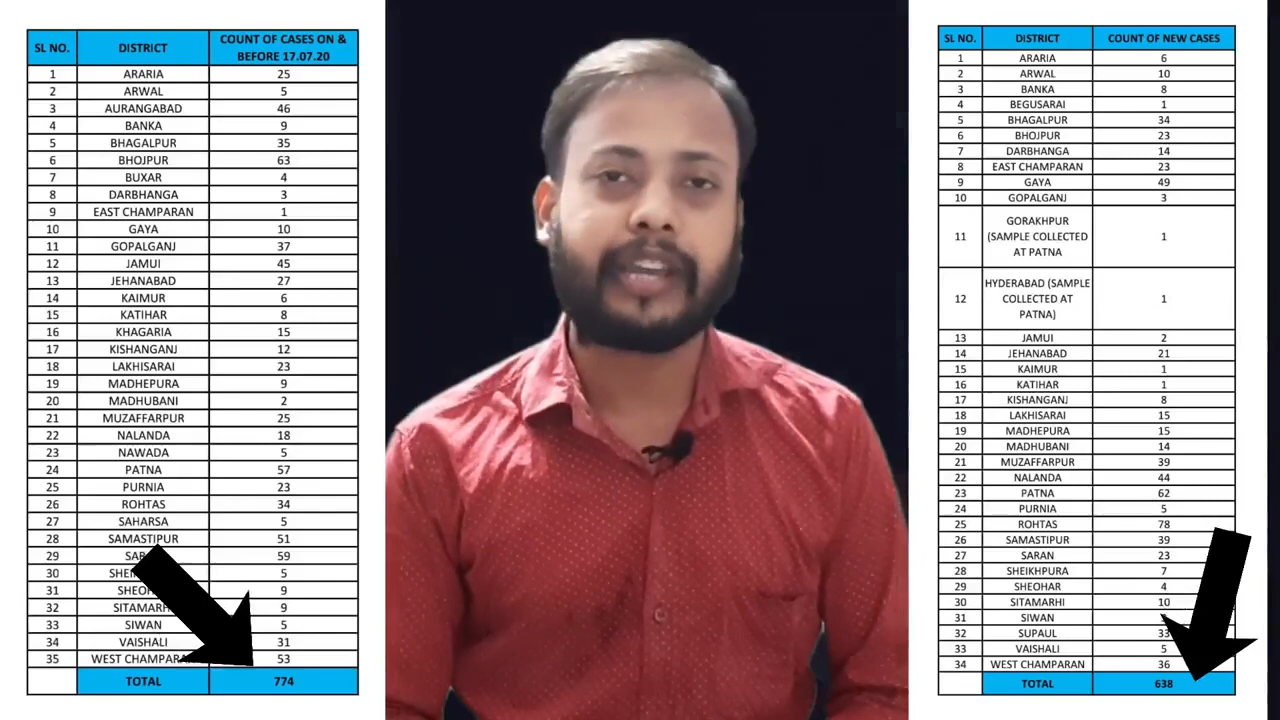 SL NO. DISTRICT COUNT OF CASES ON &
BEFORE 17.07.20
1 ARARIA 25
2 ARWAL 5
3 AURANGABAD 46
4 BANKA 9
5 BHAGALPUR 35
6 BHOJPUR 63
7 BUXAR 4
8 DARBHANGA 3
9 EAST CHAMPARAN 1
10 GAYA 10
11 GOPALGANJ 37
12 JAMUI 45
13 JEHANABAD 27
14 KAIMUR 6
15 KATIHAR 8
16 KHAGARIA 15
17 KISHANGANJ 12
18 LAKHISARAI 23
19 MADHEPURA 9
20 MADHUBANI 2
21 MUZAFFARPUR 25
22 NALANDA 18
23 NAWADA 5
24 PATNA 57
25 PURNIA 23
26 ROHTAS 34
27 SAHARSA 5
28 SAMASTIPUR 51
29 59
30 5
31 9
32 SITAMARHI 9
33 SIWAN 5
34 VAISHALI 31
35 WEST CHAMPARAN 53
TOTAL 774
SL NO. DISTRICT COUNT OF NEW CASES
1 ARARIA 6
2 ARWAL 10
3 BANKA 8
4 BEGUSARAI 1
5 BHAGALPUR 34
6 BHOJPUR 23
7 DARBHANGA 14
8 EAST CHAMPARAN 23
9 GAYA 49
10 GOPALGANJ 3
11 GORAKHPUR
(SAMPLE COLLECTED
AT PATNA 1
12 HYDERABAD (SAMPLE
COLLECTED AT
PATNA) 1
13 JAMUI 2
14 JEHANABAD 21
15 KAIMUR 1
16 KATIHAR 1
17 KISHANGANJ 8
18 LAKHISARAI 15
19 MADHEPURA 15
20 MADHUBANI 14
21 MUZAFFARPUR 39
22 NALANDA 44
23 PATNA 62
24 PURNIA 5
25 ROHTAS 78
26 SAMASTIPUR 39
27 SARAN 23
28 SHEIKHPURA 7
29 SHEOHAR 4
30 SITAMARHI 10
31 SIWAN
32 SUPAUL 33
33 VAISHALI 5
34 WEST CHAMPARAN 36
TOTAL 638